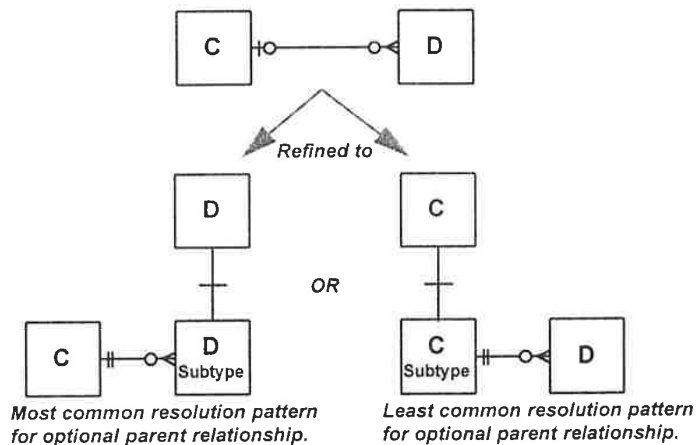 C
D
Refined to
D
C
OR
C
D
Subtype
C
Subtype
D
Most common resolution pattern
for optional parent relationship.
Least common resolution pattern
for optional parent relationship.